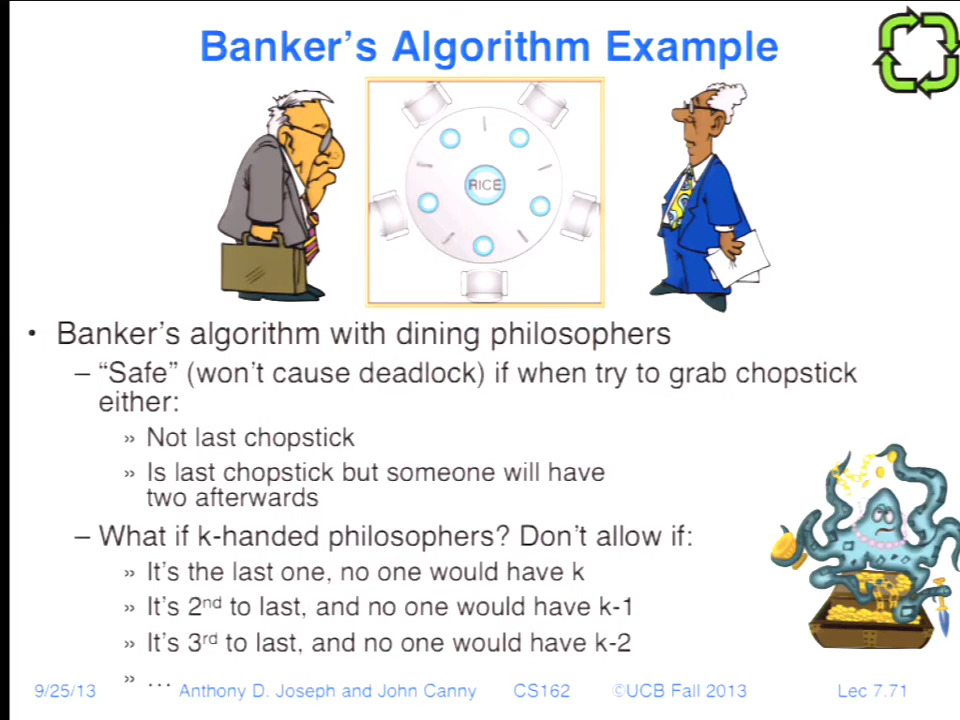 Banker's Algorithm Example
RICE
• Banker's algorithm with dining philosophers
– “Safe” (won't cause deadlock) if when try to grab chopstick
either:
» Not last chopstick
» Is last chopstick but someone will have
two afterwards
– What if k-handed philosophers? Don't allow if:
» It's the last one, no one would have k
» It's 2nd to last, and no one would have k-1
» It's 3rd to last, and no one would have k-2
» …
9/25/13 Anthony D. Joseph and John Canny CS162 ©UCB Fall 2013 Lec 7.71